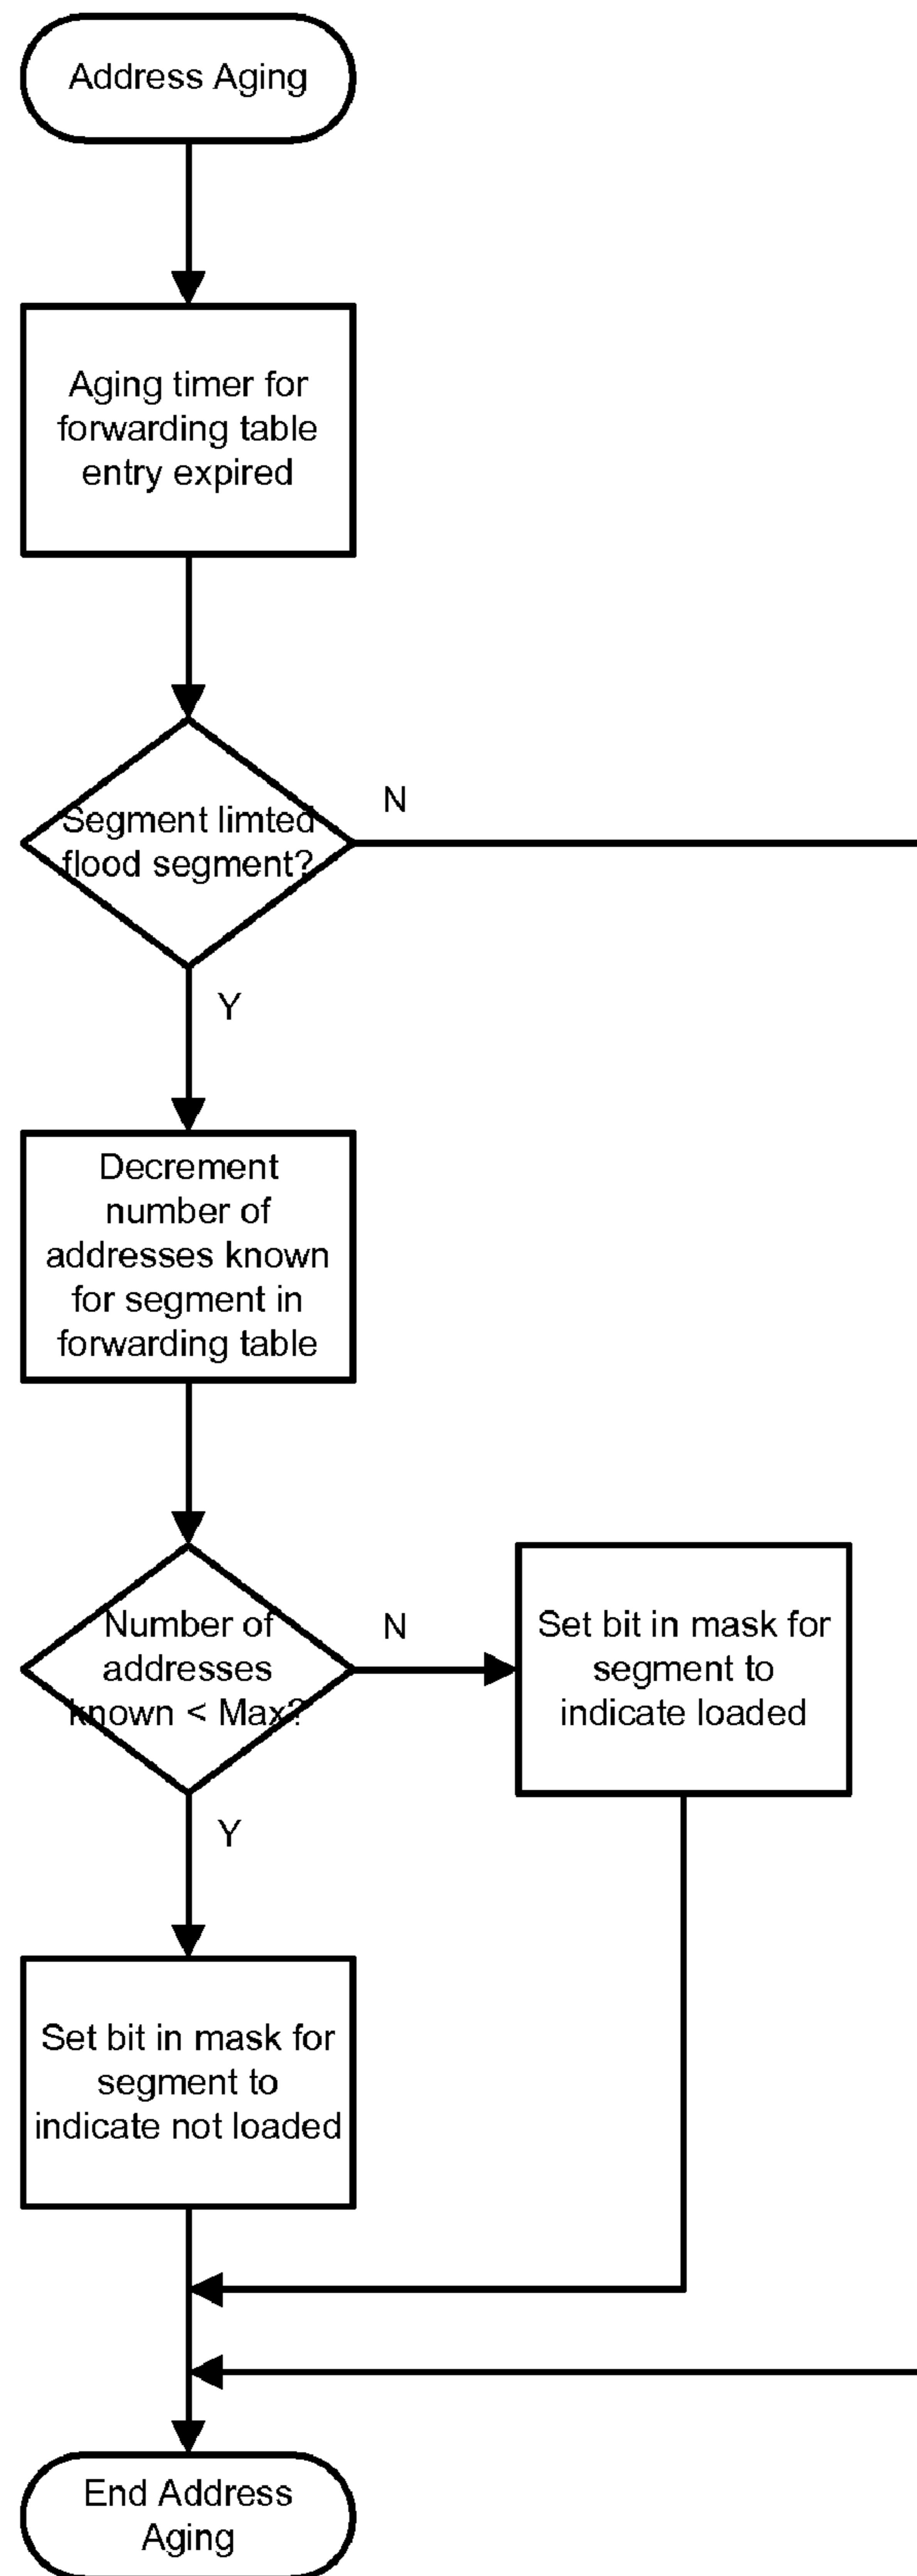 Address Aging
Aging timer for
forwarding table
entry expired
Segment limted
flood segment?
N
Y
Decrement
number of
addresses known
for segment in
forwarding table
Number of
addresses
known < Max?
N
Set bit in mask for
segment to
indicate loaded
Y
Set bit in mask for
segment to
indicate not loaded
End Address
Aging